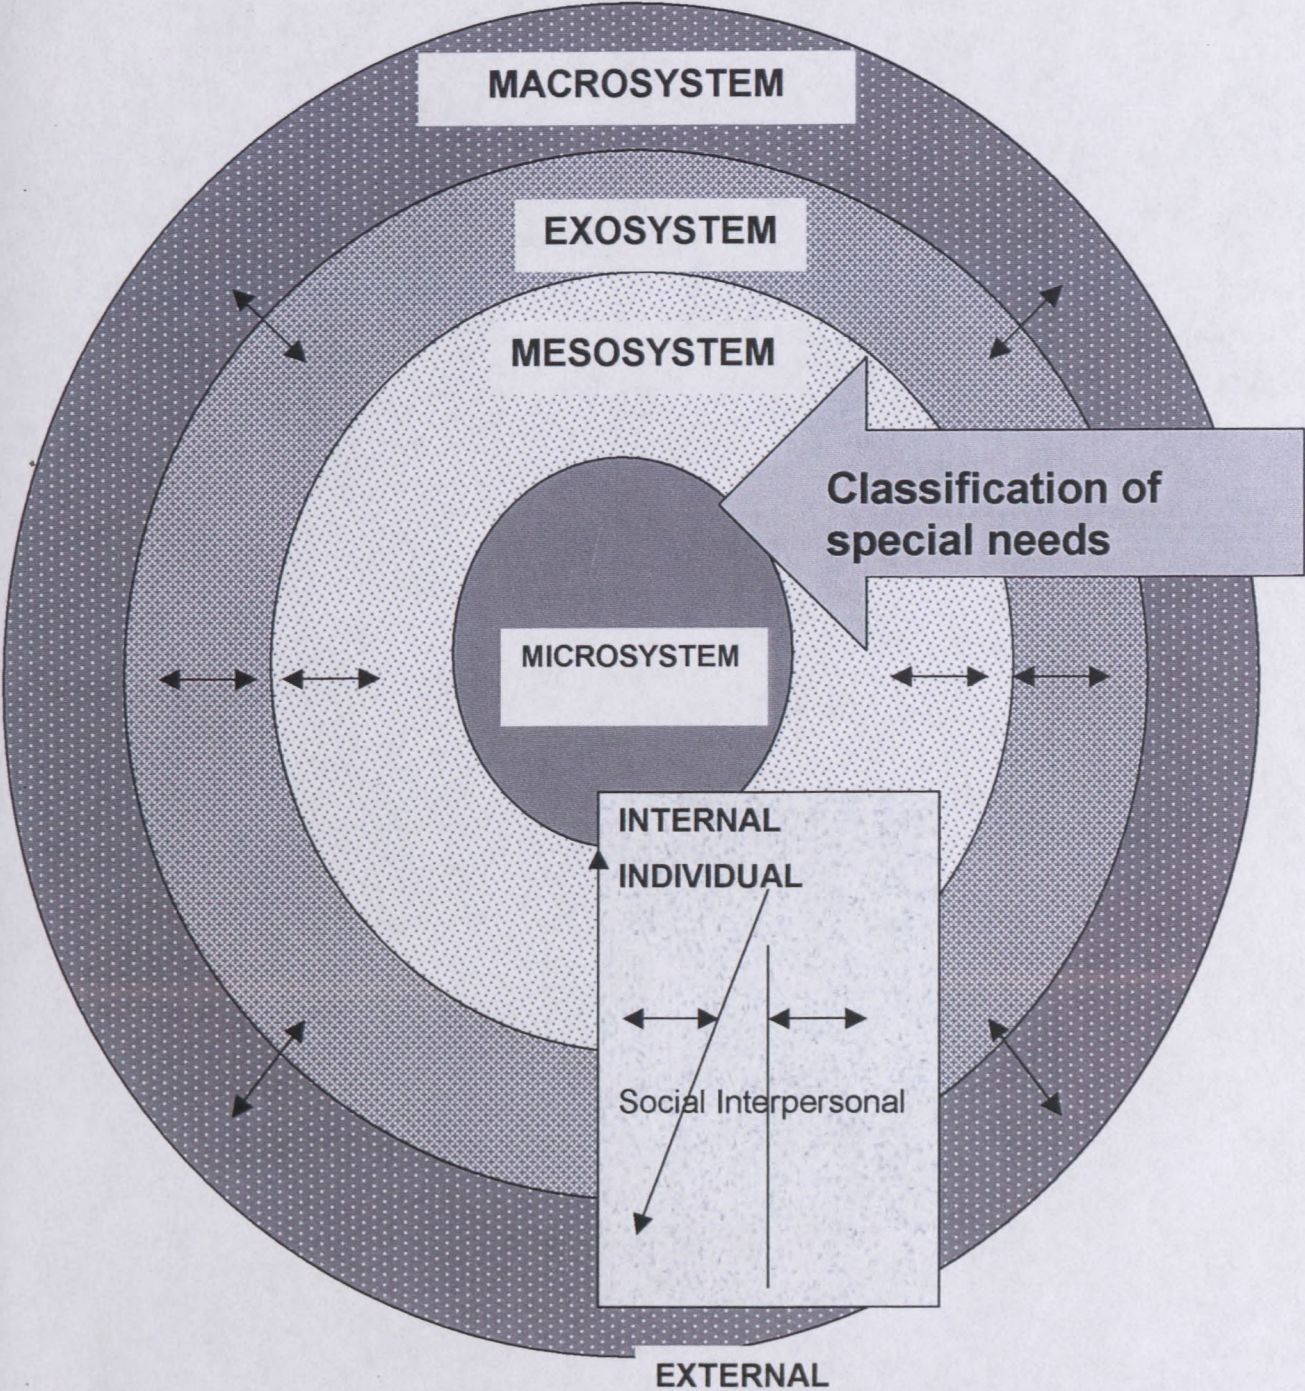 MACROSYSTEM
EXOSYSTEM
MESOSYSTEM
Classification of
special needs
MICROSYSTEM
INTERNAL
INDIVIDUAL
Social Interpersonal
EXTERNAL